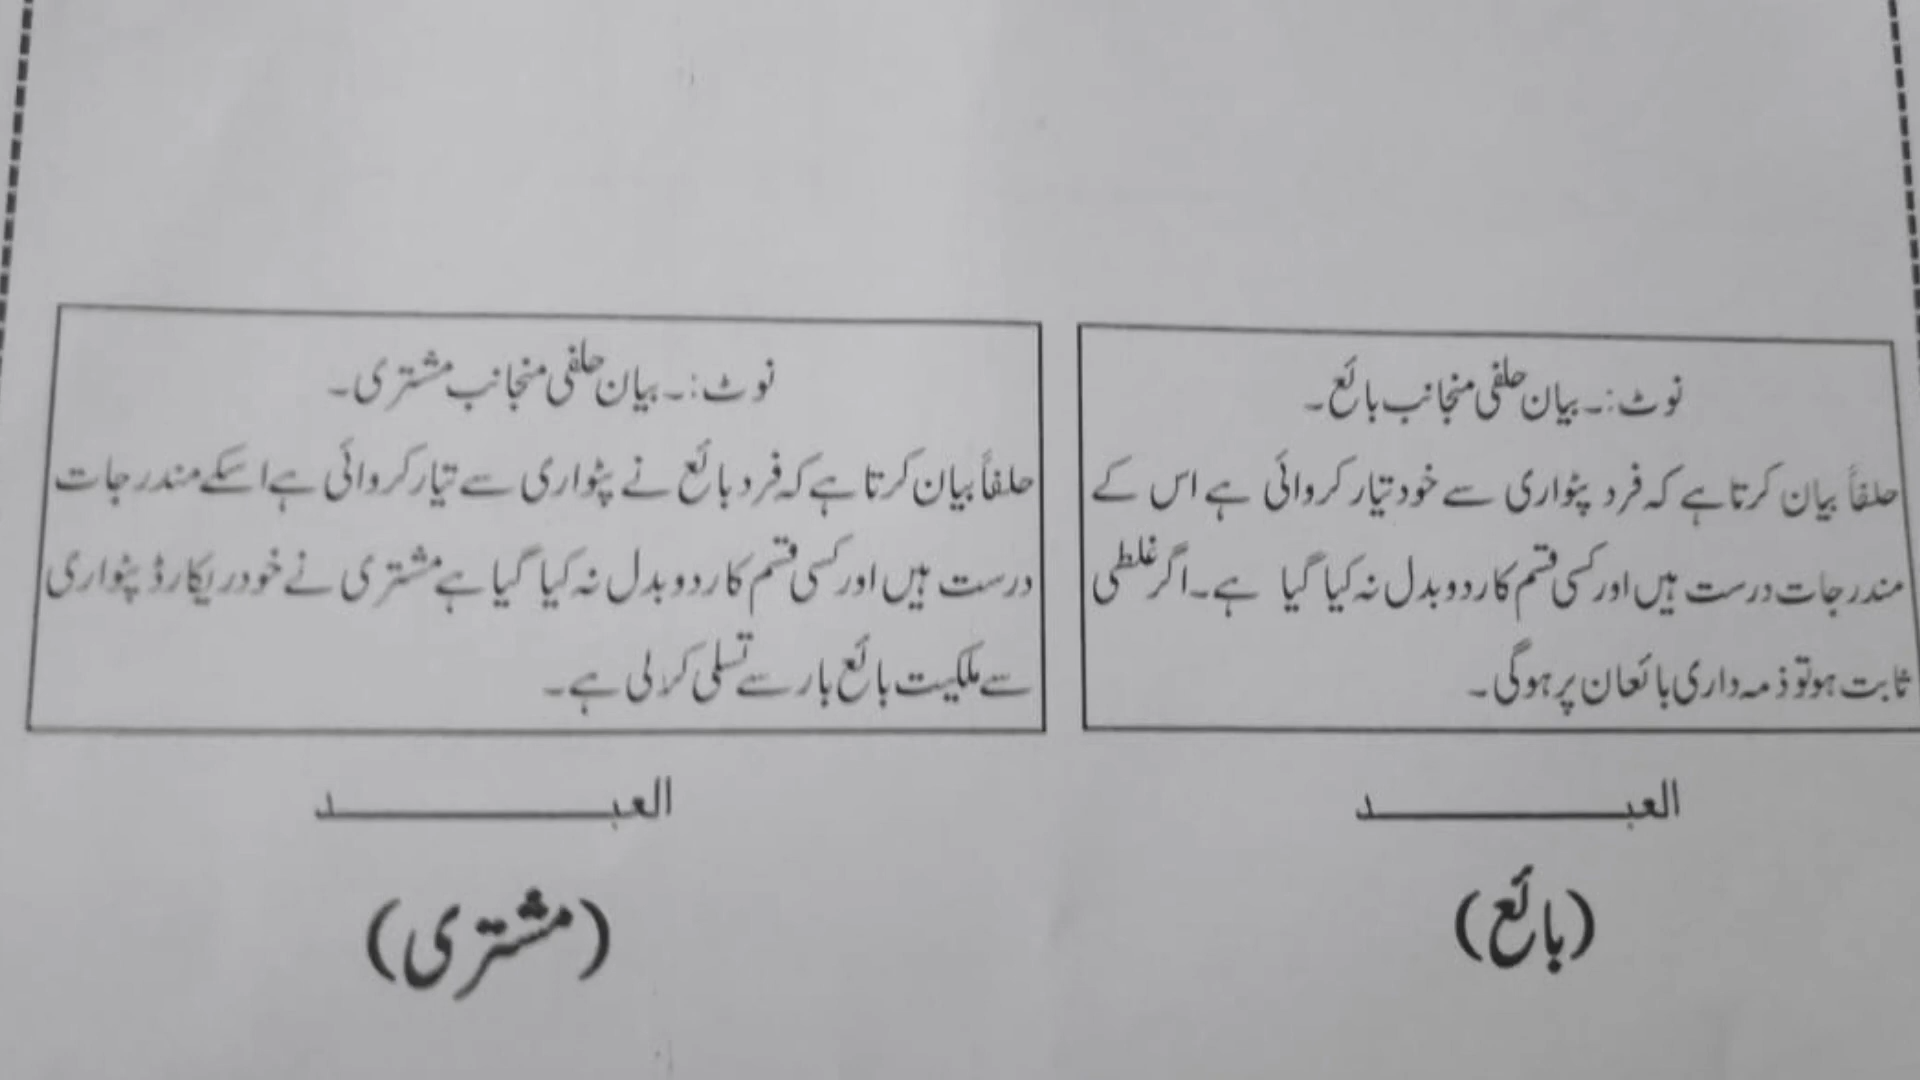 نوٹ:۔ بیان حلفی منجانب بائع۔
حلفاً بیان کرتا ہے کہ فرد پٹواری سے خود تیار کروائی ہے اس کے
مندرجات درست ہیں اور کسی قسم کا ردوبدل نہ کیا گیا ہے۔ اگر غلطی
ثابت ہو تو ذمہ داری بائعان پر ہوگی۔
العبد
(بائع)
نوٹ:۔ بیان حلفی منجانب مشتری۔
حلفاً بیان کرتا ہے کہ فرد بائع نے پٹواری سے تیار کروائی ہے اسکے مندرجات
درست ہیں اور کسی قسم کا ردوبدل نہ کیا گیا ہے مشتری نے خود ریکارڈ پٹواری
سے ملکیت بائع بار سے تسلی کر لی ہے۔
العبد
(مشتری)